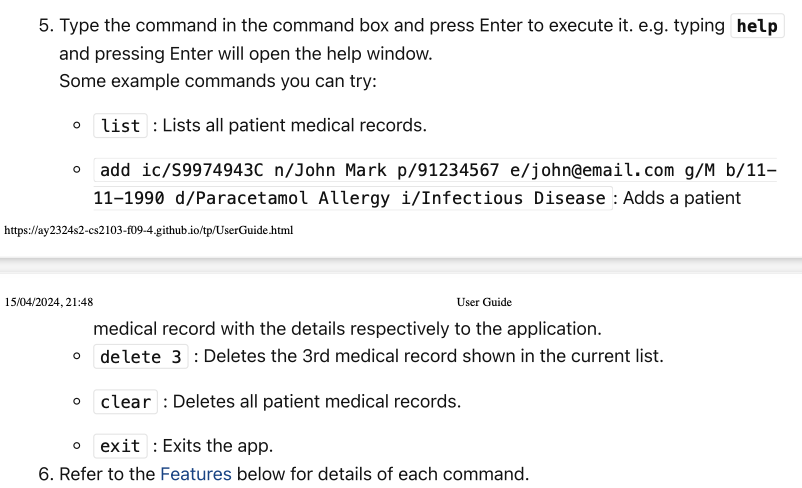 5. Type the command in the command box and press Enter to execute it. e.g. typing help
and pressing Enter will open the help window.
Some example commands you can try:
list : Lists all patient medical records.
add ic/S9974943C n/John Mark p/91234567 e/john@email.com g/M b/11-
11-1990 d/Paracetamol Allergy i/Infectious Disease : Adds a patient
https://ay2324s2-cs2103-f09-4.github.io/tp/UserGuide.html
15/04/2024, 21:48 User Guide
medical record with the details respectively to the application.
delete 3 : Deletes the 3rd medical record shown in the current list.
clear : Deletes all patient medical records.
exit : Exits the app.
6. Refer to the Features below for details of each command.